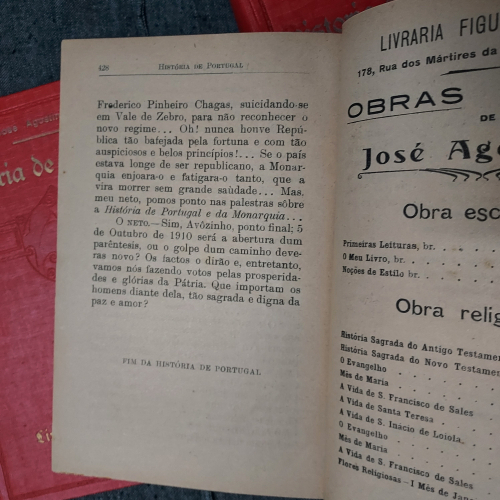 428 HISTÓRIA DE PORTUGAL
Frederico Pinheiro Chagas, suicidando-se
em Vale de Zebro, para não reconhecer o
novo regime... Oh! nunca houve Repú-
blica tão bafejada pela fortuna e com tão
auspiciosos e belos princípios!... Se o país
estava longe de ser republicano, a Monar-
quia enjoara-o e fatigara-o tanto, que a
vira morrer sem grande saùdade... Mas,
meu neto, pomos ponto nas palestras sôbre
a História de Portugal e da Monarquia...
O NETO.—Sim, Avôzinho, ponto final; 5
de Outubro de 1910 será a abertura dum
parêntesis, ou o golpe dum caminho deve-
ras novo? Os factos o dirão e, entretanto,
vamos nós fazendo votos pelas prosperida-
des e glórias da Pátria. Que importam os
homens diante dela, tão sagrada e digna da
paz e amor?
FIM DA HISTÓRIA DE PORTUGAL
LIVRARIA FIGU
178, Rua dos Mártires da
OBRAS
DE
José Ago
Obra esc
Primeiras Leituras, br.
O Meu Livro, br.
Noções de Estilo br.
Obra relig
História Sagrada do Antigo Testamen
História Sagrada do Novo Testamen
O Evangelho
Mês de Maria
A Vida de S. Francisco de Sales
A Vida de Santa Teresa
A Vida de S. Inácio de Loiola
O Evangelho
Mês de Maria
A Vida de S. Francisco de Sales
Flores Religiosas—I Mês de Jan
ria de